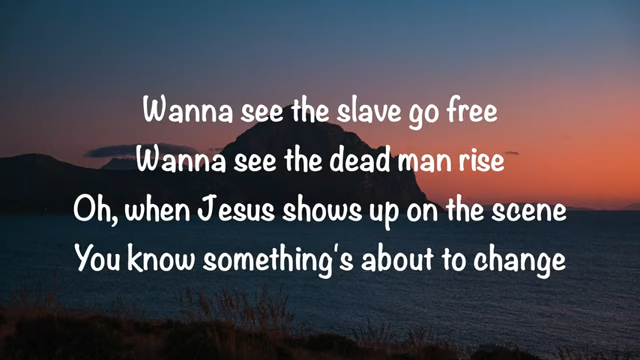 Wanna see the slave go free
Wanna see the dead man rise
Oh, when Jesus shows up on the scene
You know something's about to change